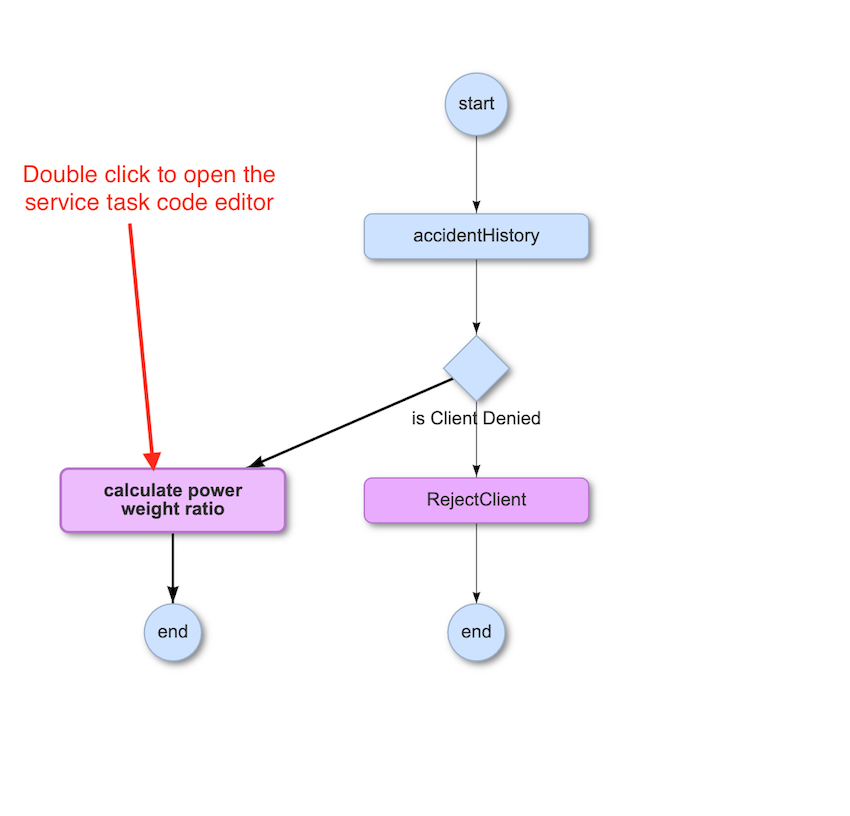 start
Double click to open the
service task code editor
accidentHistory
is Client Denied
calculate power
weight ratio
RejectClient
end
end